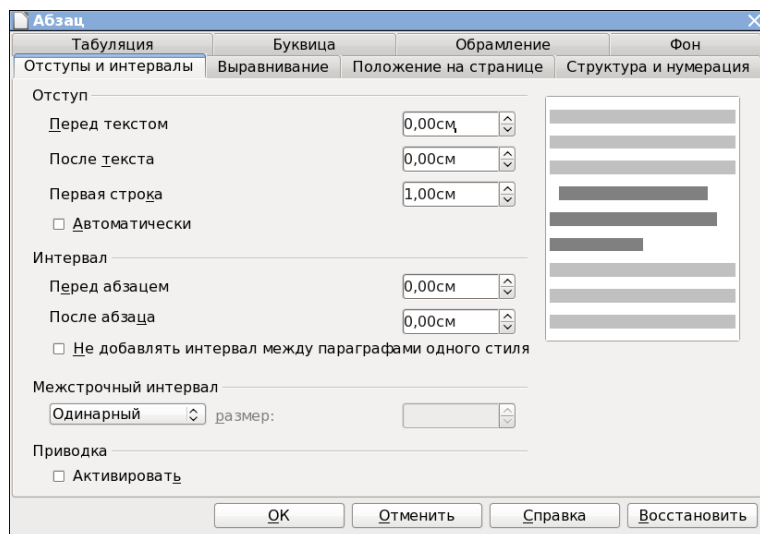 Абзац
Табуляция Буквица Обрамление Фон
Отступы и интервалы Выравнивание Положение на странице Структура и нумерация
Отступ
Перед текстом 0,00см
После текста 0,00см
Первая строка 1,00см
Автоматически
Интервал
Перед абзацем 0,00см
После абзаца 0,00см
Не добавлять интервал между параграфами одного стиля
Межстрочный интервал
Одинарный размер:
Приводка
Активировать
ОК Отменить Справка Восстановить